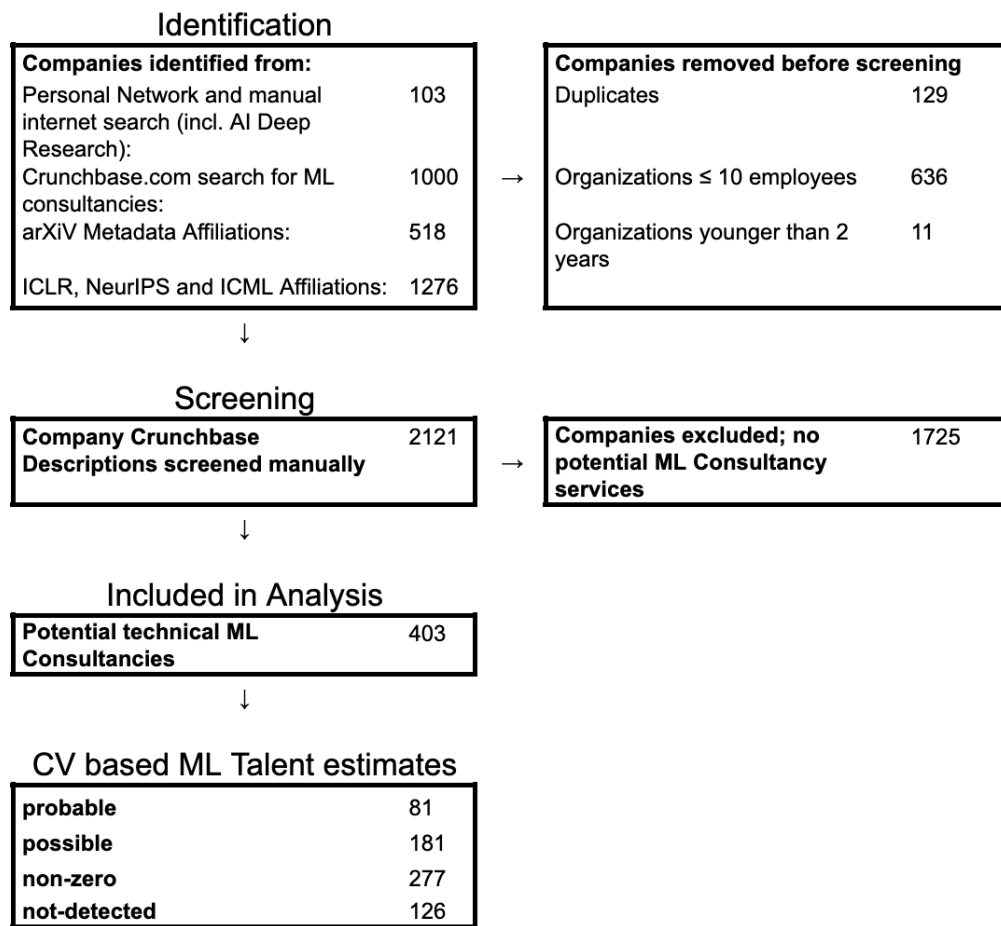 Identification
Companies identified from:
Personal Network and manual 103
internet search (incl. AI Deep
Research):
Crunchbase.com search for ML 1000
consultancies:
arXiV Metadata Affiliations: 518
ICLR, NeurIPS and ICML Affiliations: 1276
→
Companies removed before screening
Duplicates 129
Organizations ≤ 10 employees 636
Organizations younger than 2 11
years
↓
Screening
Company Crunchbase 2121
Descriptions screened manually
→
Companies excluded; no 1725
potential ML Consultancy
services
↓
Included in Analysis
Potential technical ML 403
Consultancies
↓
CV based ML Talent estimates
probable 81
possible 181
non-zero 277
not-detected 126